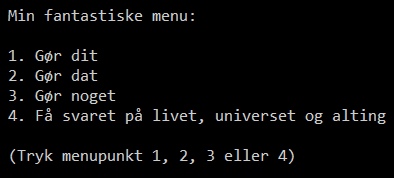 Min fantastiske menu:
1. Gør dit
2. Gør dat
3. Gør noget
4. Få svaret på livet, universet og alting
(Tryk menupunkt 1, 2, 3 eller 4)